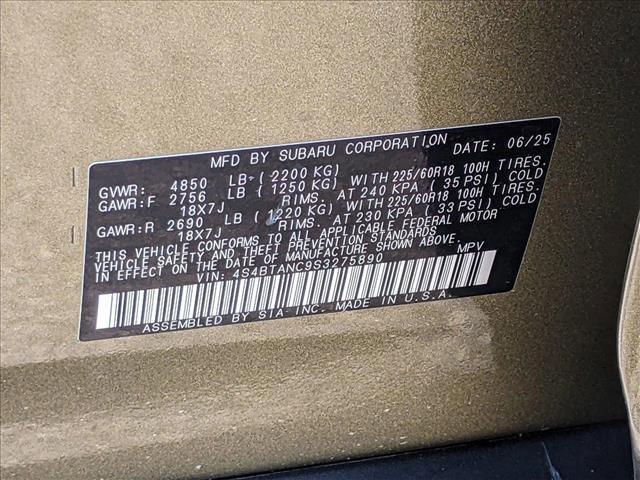 MFD BY SUBARU CORPORATION DATE: 06/25
GVWR: 4850 LB (2200 KG)
GAWR:F 2756 LB (1250 KG) WITH 225/60R18 100H TIRES.
18X7J RIMS. AT 240 KPA (35 PSI) COLD
GAWR:R 2690 LB (1220 KG) WITH 225/60R18 100H TIRES.
18X7J RIMS. AT 230 KPA (33 PSI) COLD
THIS VEHICLE CONFORMS TO ALL APPLICABLE FEDERAL MOTOR
VEHICLE SAFETY AND THEFT PREVENTION STANDARDS
IN EFFECT ON THE DATE OF MANUFACTURE SHOWN ABOVE.
VIN: 4S4BTANC9S3275890 MPV
ASSEMBLED BY SIA-INC. MADE IN U.S.A.